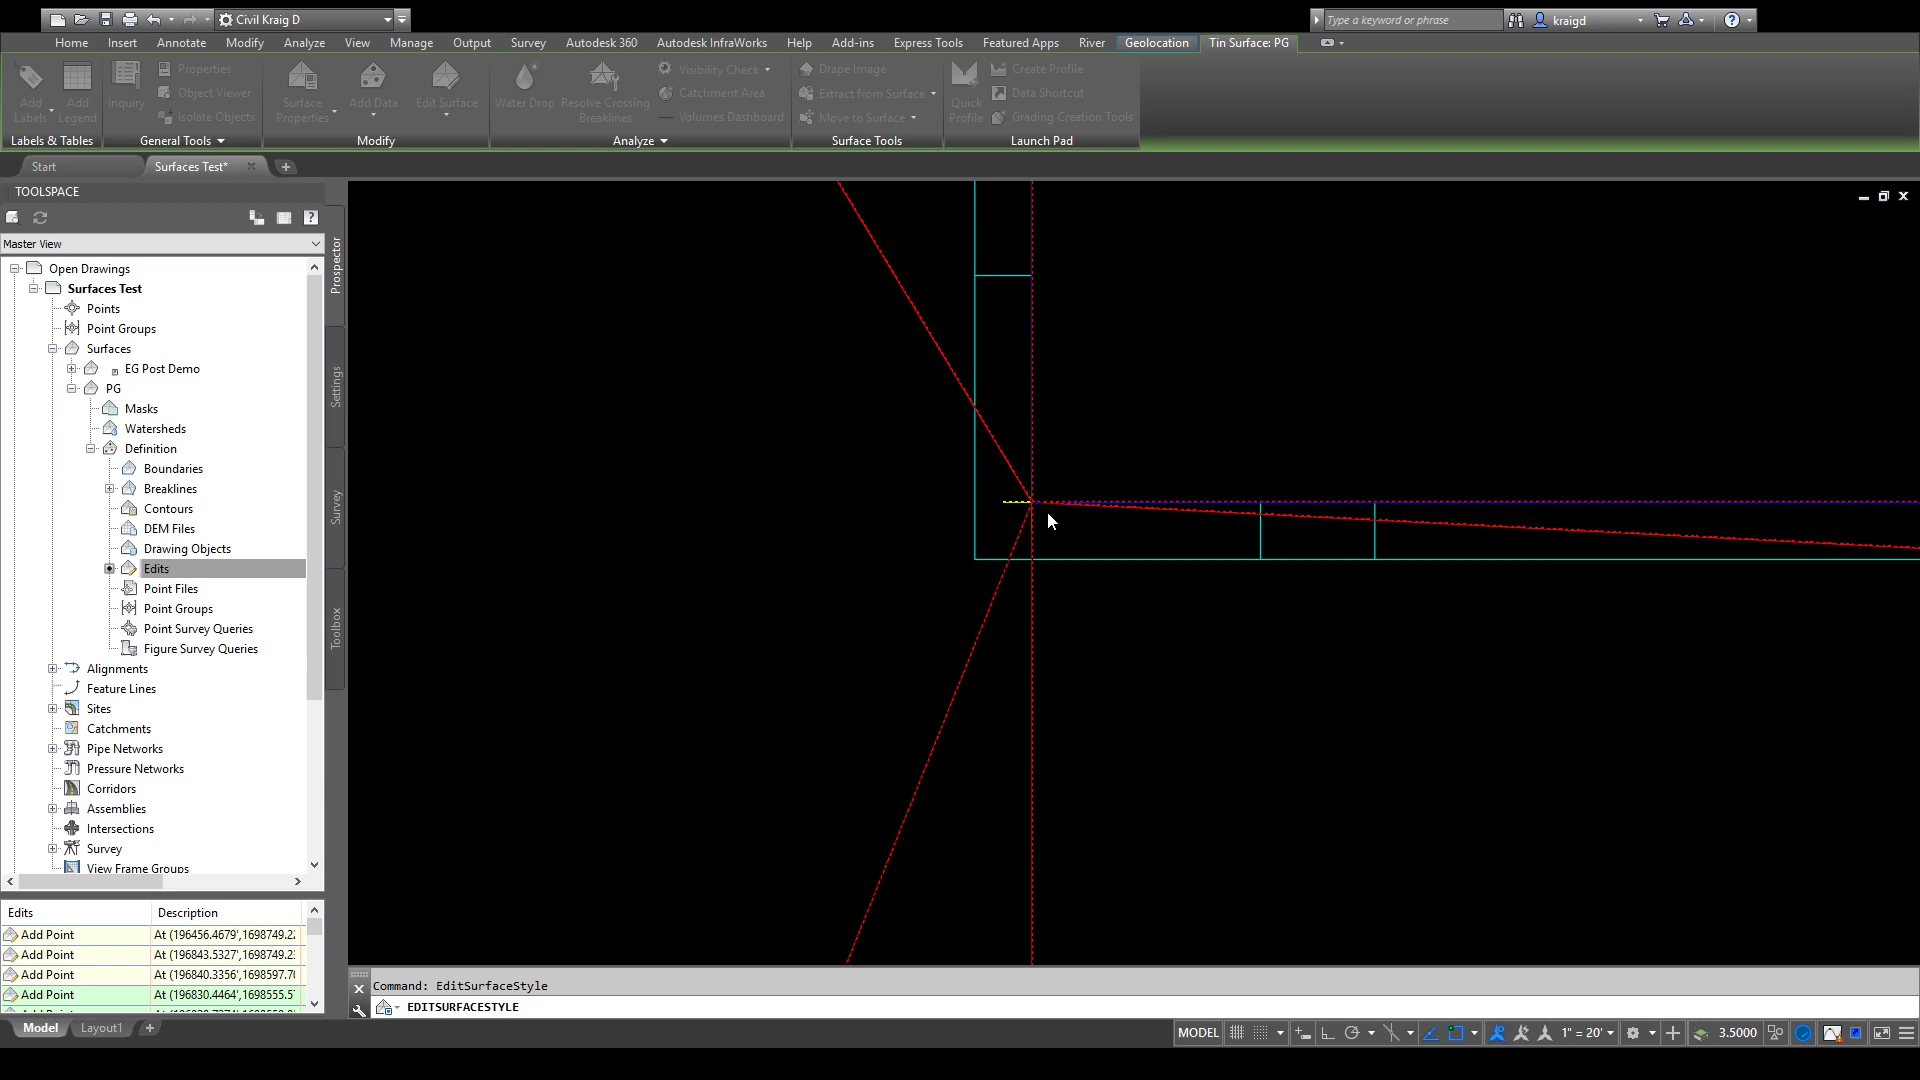 Civil Kraig D
Type a keyword or phrase
kraigd
Home Insert Annotate Modify Analyze View Manage Output Survey Autodesk 360 Autodesk InfraWorks Help Add-ins Express Tools Featured Apps River Geolocation Tin Surface: PG
Add Labels
Add Legend
Inquiry
Properties
Object Viewer
Isolate Objects
Surface Properties
Add Data
Edit Surface
Water Drop
Resolve Crossing Breaklines
Visibility Check
Catchment Area
Volumes Dashboard
Drape Image
Extract from Surface
Move to Surface
Quick Profile
Create Profile
Data Shortcut
Grading Creation Tools
Labels & Tables General Tools Modify Analyze Surface Tools Launch Pad
Start Surfaces Test*
TOOLSPACE
Master View
Prospector
Settings
Survey
Toolbox
Open Drawings
Surfaces Test
Points
Point Groups
Surfaces
EG Post Demo
PG
Masks
Watersheds
Definition
Boundaries
Breaklines
Contours
DEM Files
Drawing Objects
Edits
Point Files
Point Groups
Point Survey Queries
Figure Survey Queries
Alignments
Feature Lines
Sites
Catchments
Pipe Networks
Pressure Networks
Corridors
Assemblies
Intersections
Survey
View Frame Groups
Edits Description
Add Point At (196456.4679',1698749.2
Add Point At (196843.5327',1698749.2
Add Point At (196840.3356',1698597.7
Add Point At (196830.4464',1698555.5
Command: EditSurfaceStyle
EDITSURFACESTYLE
Model Layout1
MODEL 1" = 20' 3.5000